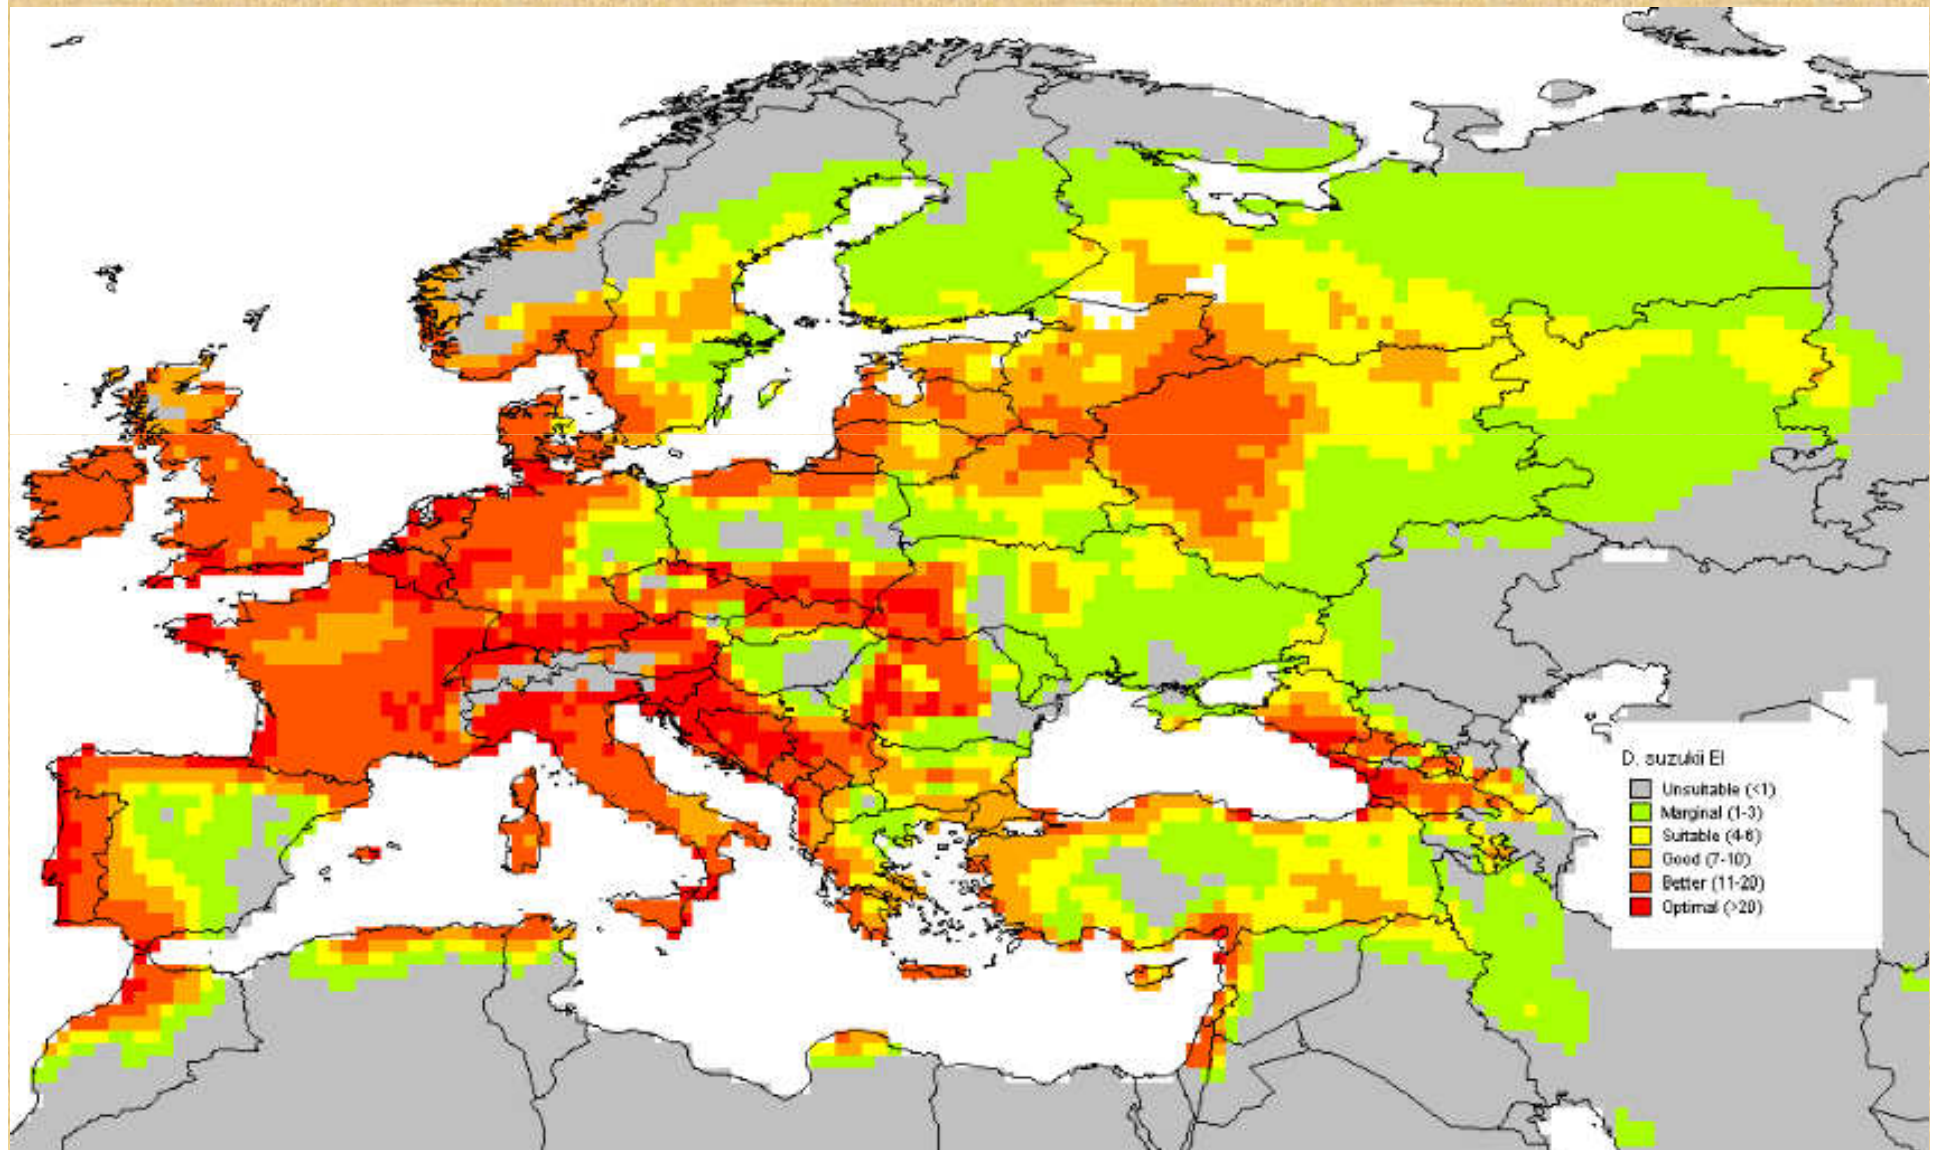 D. suzukii EI
Unsuitable (<1)
Marginal (1-3)
Suitable (4-6)
Good (7-10)
Better (11-20)
Optimal (>20)